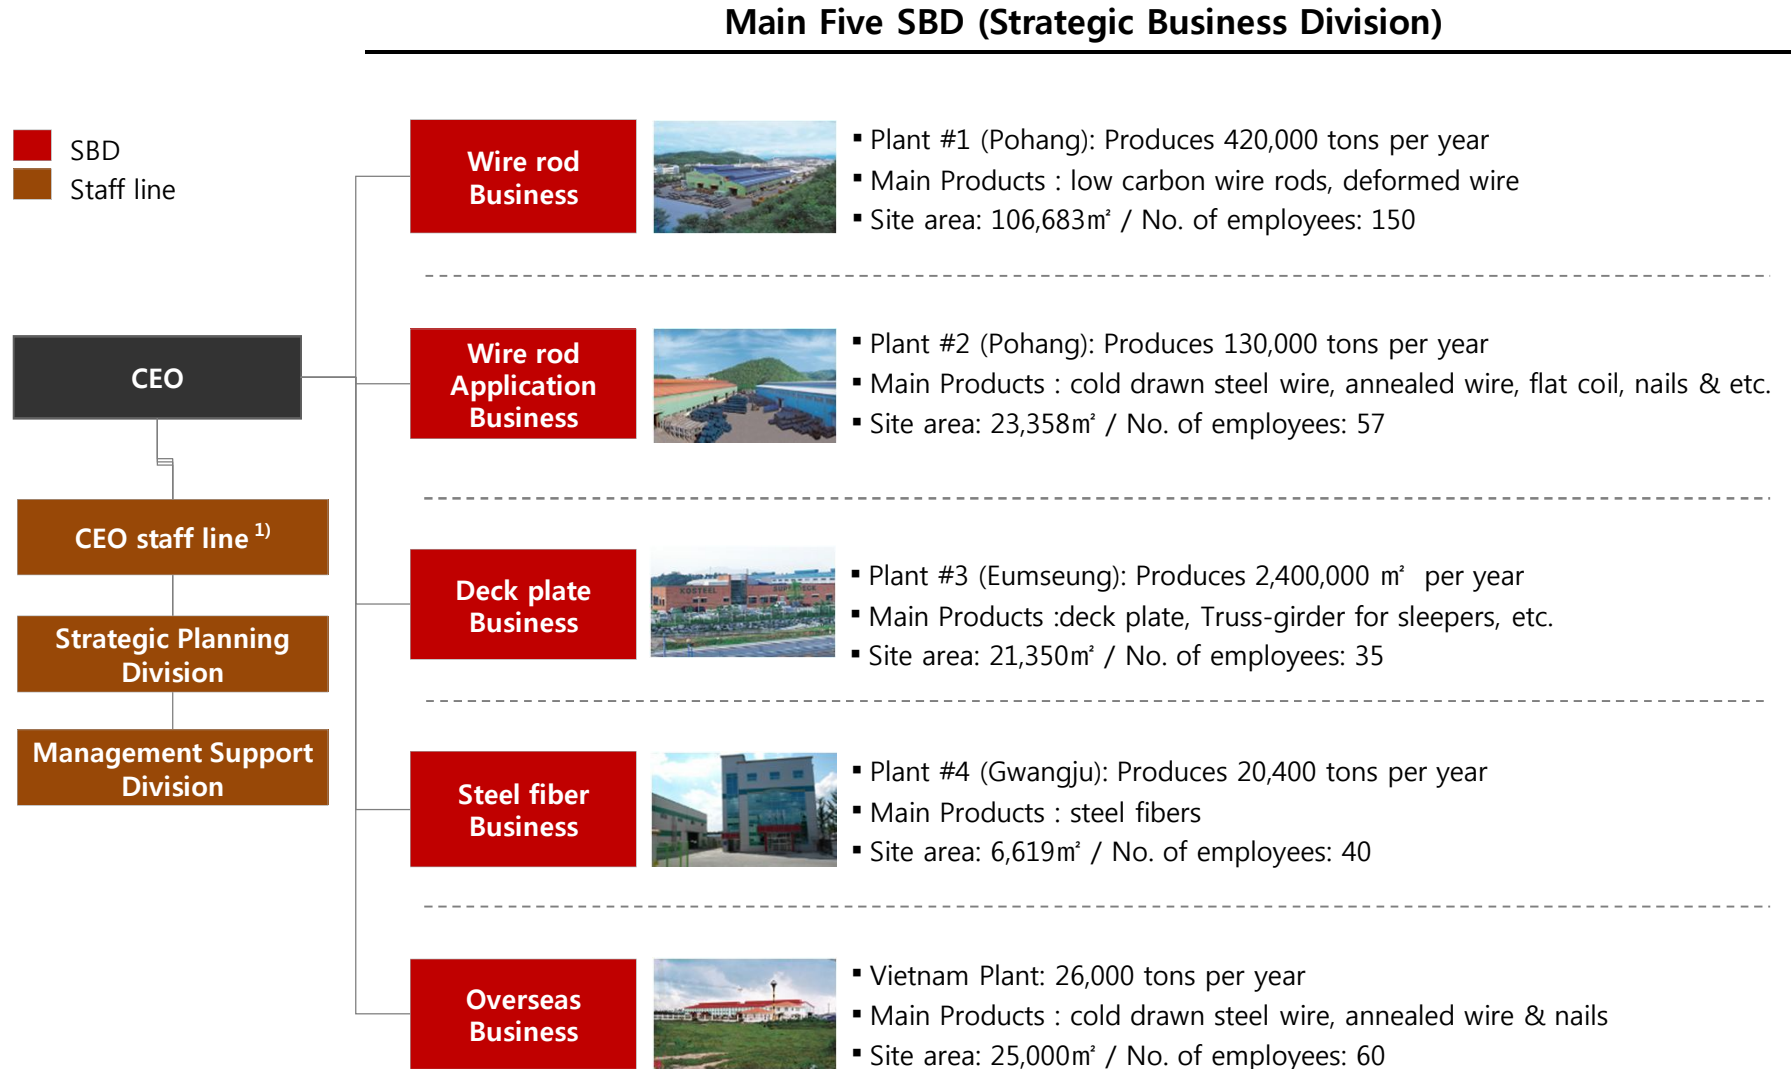 Main Five SBD (Strategic Business Division)
SBD
Staff line
CEO
CEO staff line 1)
Strategic Planning
Division
Management Support
Division
Wire rod
Business
▪ Plant #1 (Pohang): Produces 420,000 tons per year
▪ Main Products : low carbon wire rods, deformed wire
▪ Site area: 106,683㎡ / No. of employees: 150
Wire rod
Application
Business
▪ Plant #2 (Pohang): Produces 130,000 tons per year
▪ Main Products : cold drawn steel wire, annealed wire, flat coil, nails & etc.
▪ Site area: 23,358㎡ / No. of employees: 57
Deck plate
Business
KOSTEEL SUPERDECK
▪ Plant #3 (Eumseung): Produces 2,400,000 ㎡ per year
▪ Main Products :deck plate, Truss-girder for sleepers, etc.
▪ Site area: 21,350㎡ / No. of employees: 35
Steel fiber
Business
▪ Plant #4 (Gwangju): Produces 20,400 tons per year
▪ Main Products : steel fibers
▪ Site area: 6,619㎡ / No. of employees: 40
Overseas
Business
▪ Vietnam Plant: 26,000 tons per year
▪ Main Products : cold drawn steel wire, annealed wire & nails
▪ Site area: 25,000㎡ / No. of employees: 60